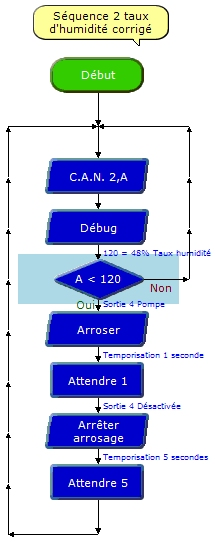 Séquence 2 taux
d'humidité corrigé
Début
C.A.N. 2,A
Débug
120 = 48% Taux humidité
A < 120
Non
Oui
Sortie 4 Pompe
Arroser
Temporisation 1 seconde
Attendre 1
Sortie 4 Désactivée
Arrêter
arrosage
Temporisation 5 secondes
Attendre 5